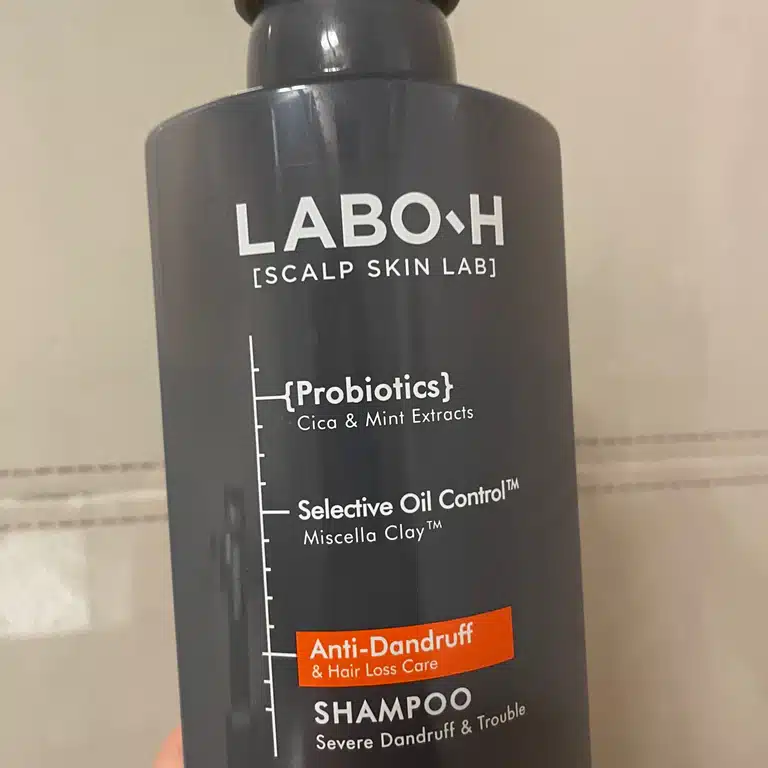 LABO◆H
[SCALP SKIN LAB]
{Probiotics}
Cica & Mint Extracts
Selective Oil Control™
Miscella Clay™
Anti-Dandruff
& Hair Loss Care
SHAMPOO
Severe Dandruff & Trouble